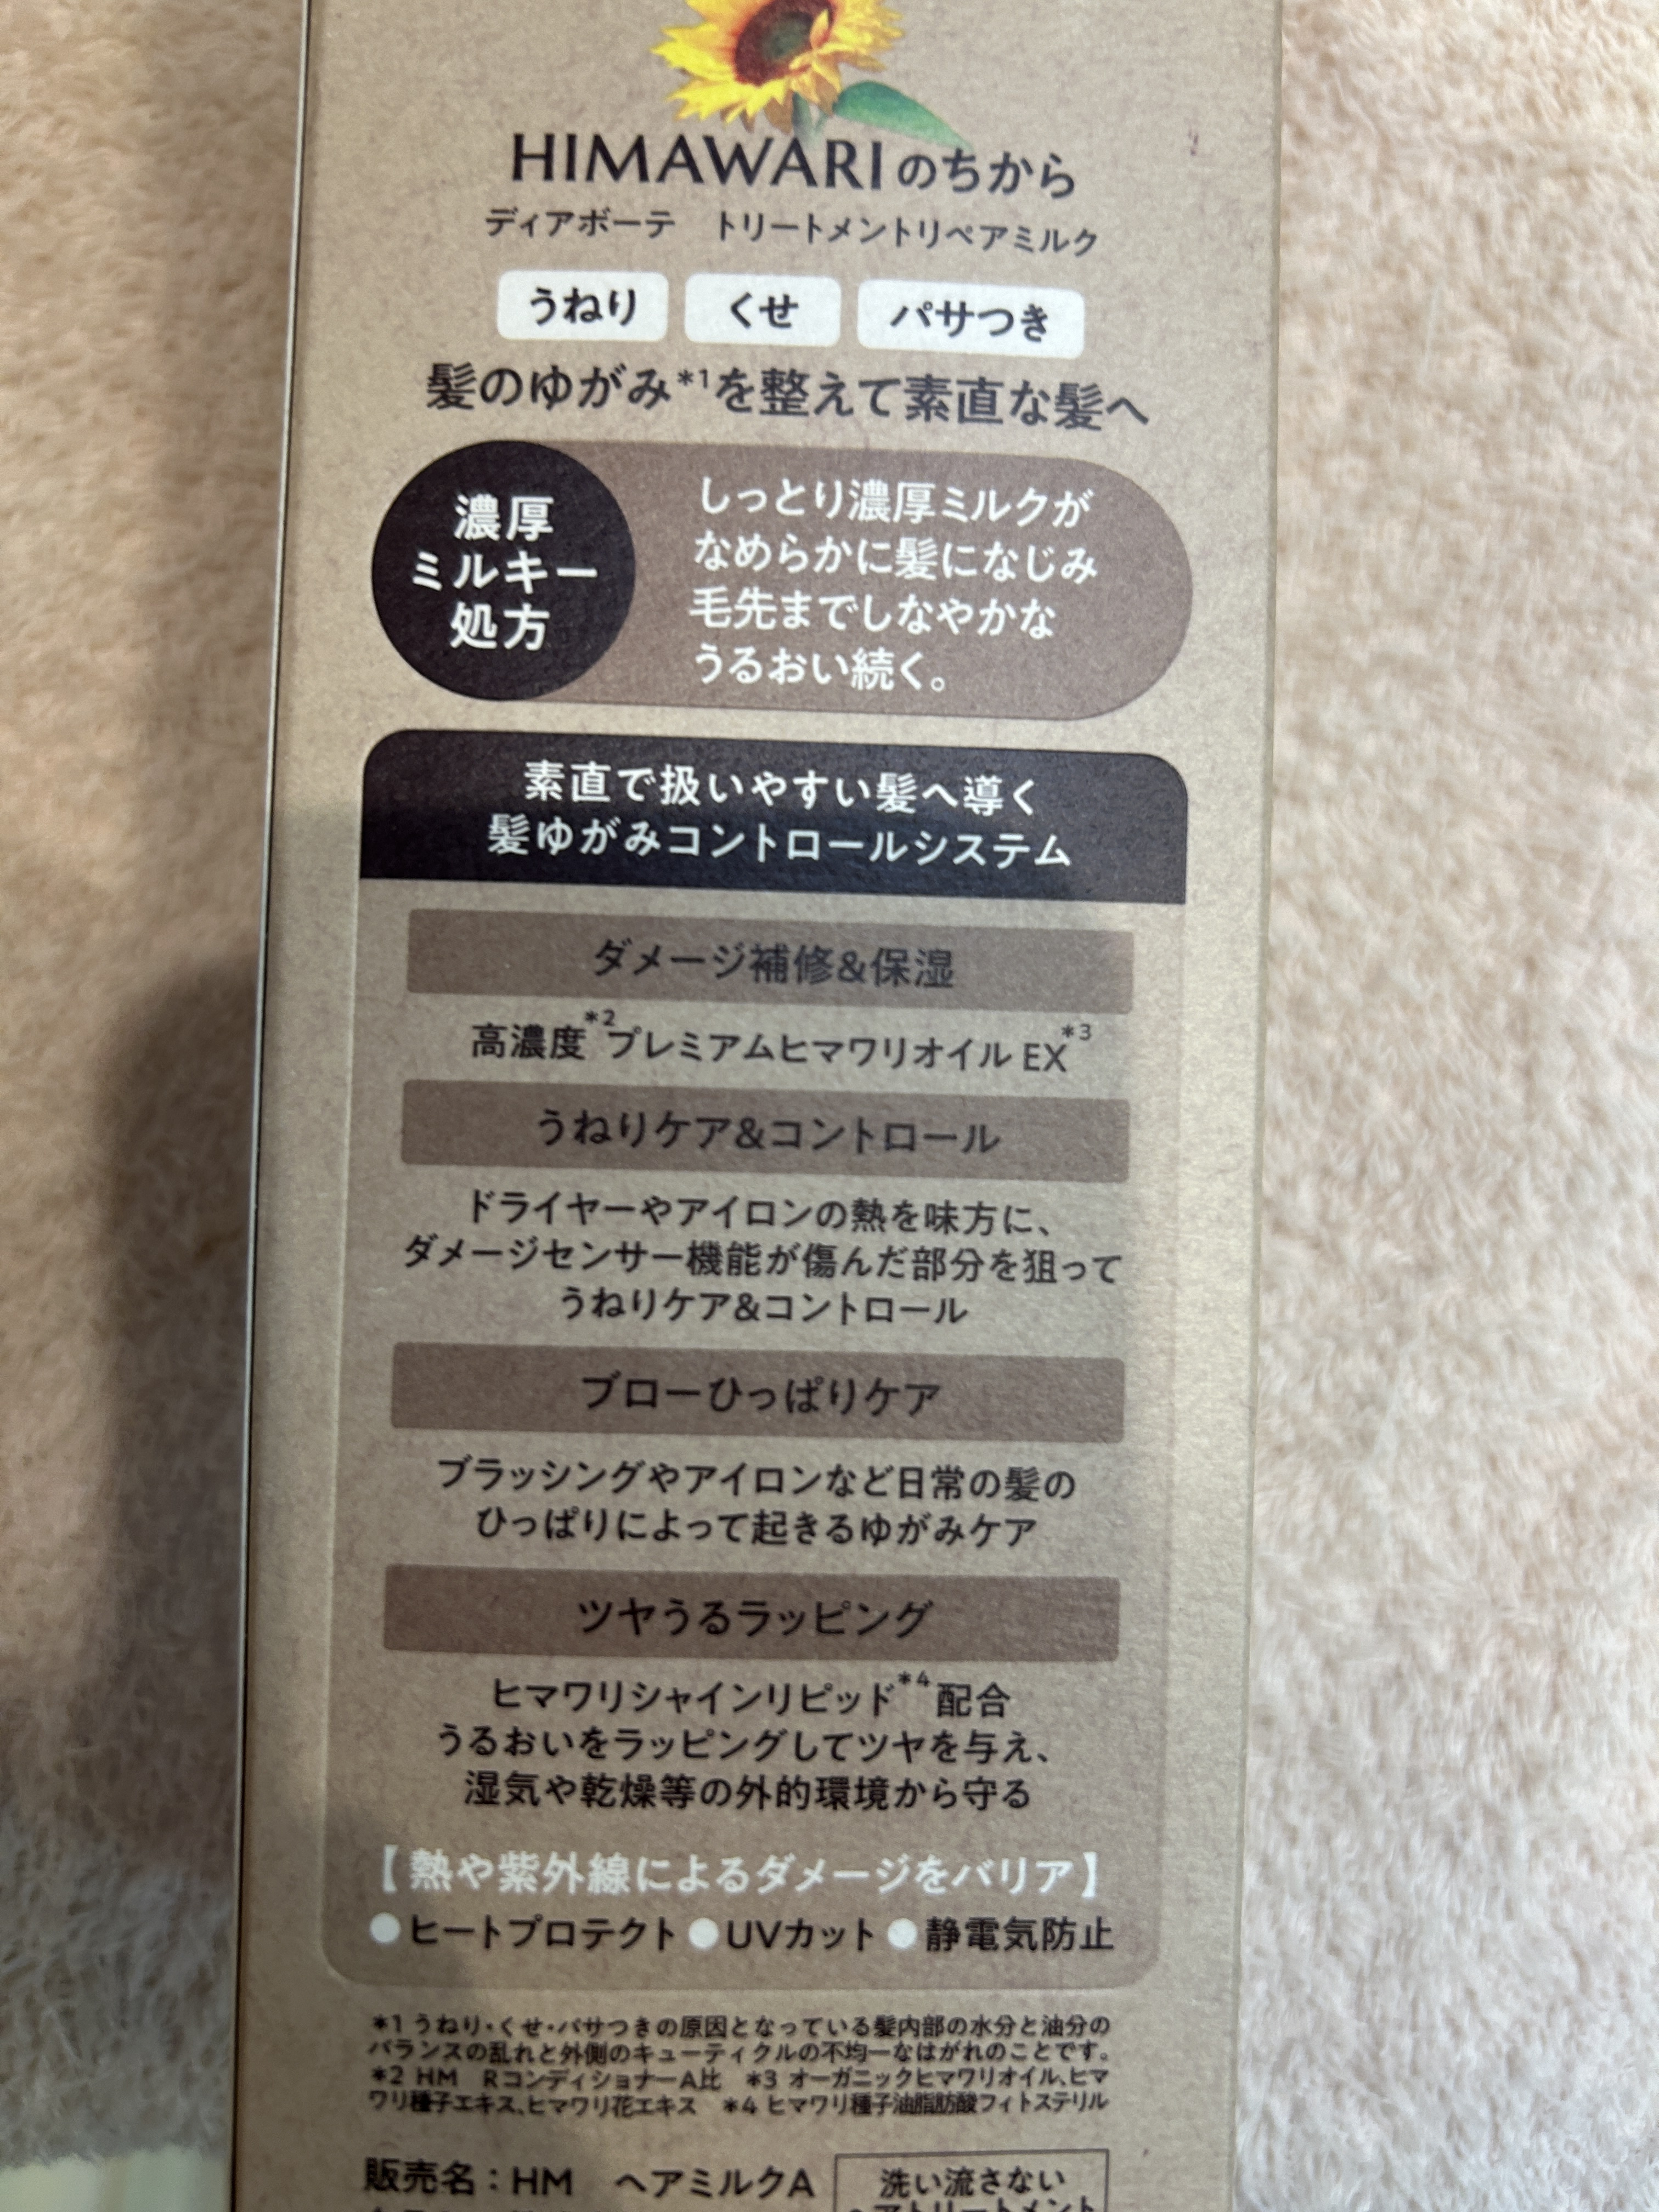 HIMAWARIのちから
ディアボーテ　トリートメントリペアミルク
うねり　くせ　パサつき
髪のゆがみ*1を整えて素直な髪へ
濃厚
ミルキー
処方
しっとり濃厚ミルクが
なめらかに髪になじみ
毛先までしなやかな
うるおい続く。
素直で扱いやすい髪へ導く
髪ゆがみコントロールシステム
ダメージ補修&保湿
高濃度*2プレミアムヒマワリオイル EX*3
うねりケア&コントロール
ドライヤーやアイロンの熱を味方に、
ダメージセンサー機能が傷んだ部分を狙って
うねりケア&コントロール
ブローひっぱりケア
ブラッシングやアイロンなど日常の髪の
ひっぱりによって起きるゆがみケア
ツヤうるラッピング
ヒマワリシャインリピッド*4配合
うるおいをラッピングしてツヤを与え、
湿気や乾燥等の外的環境から守る
【熱や紫外線によるダメージをバリア】
●ヒートプロテクト●UVカット●静電気防止
*1 うねり・くせ・パサつきの原因となっている髪内部の水分と油分の
バランスの乱れと外側のキューティクルの不均一なはがれのことです。
*2 HM　RコンディショナーA比　*3 オーガニックヒマワリオイル、ヒマ
ワリ種子エキス、ヒマワリ花エキス　*4 ヒマワリ種子油脂肪酸フィトステリル
販売名：HM　ヘアミルクA
洗い流さない